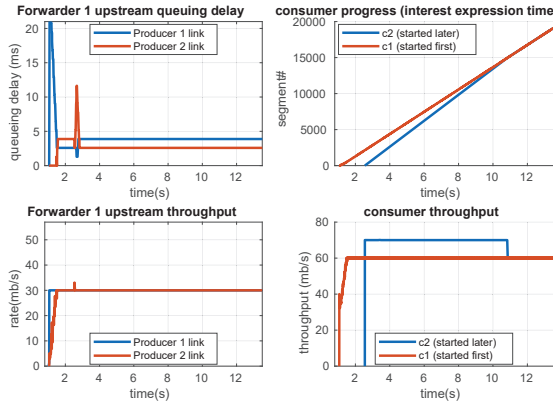 Forwarder 1 upstream queuing delay
queueing delay (ms)
20
15
10
5
0
Producer 1 link
Producer 2 link
2 4 6 8 10 12
time(s)
consumer progress (interest expression time
segment#
20000
15000
10000
5000
0
c2 (started later)
c1 (started first)
2 4 6 8 10 12
time(s)
Forwarder 1 upstream throughput
rate(mb/s)
50
40
30
20
10
0
Producer 1 link
Producer 2 link
2 4 6 8 10 12
time(s)
consumer throughput
throughput (mb/s)
80
60
40
20
0
c2 (started later)
c1 (started first)
2 4 6 8 10 12
time(s)